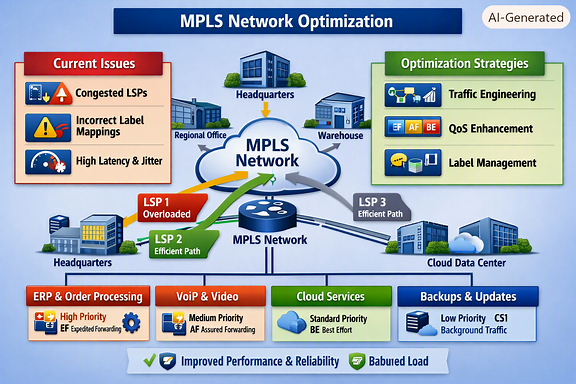 MPLS Network Optimization
AI-Generated
Current Issues
Congested LSPs
Incorrect Label
Mappings
High Latency & Jitter
Headquarters
Regional Office
Warehouse
MPLS
Network
Optimization Strategies
Traffic Engineering
EF AF BE
QoS Enhancement
Label Management
LSP 1
Overloaded
LSP 2
Efficient Path
LSP 3
Efficient Path
Headquarters
MPLS Network
Cloud Data Center
ERP & Order Processing
High Priority
EF Expedited Forwarding
VoIP & Video
Medium Priority
AF Assured Forwarding
Cloud Services
Standard Priority
BE Best Effort
Backups & Updates
Low Priority CS1
Background Traffic
Improved Performance & Reliability
Babured Load